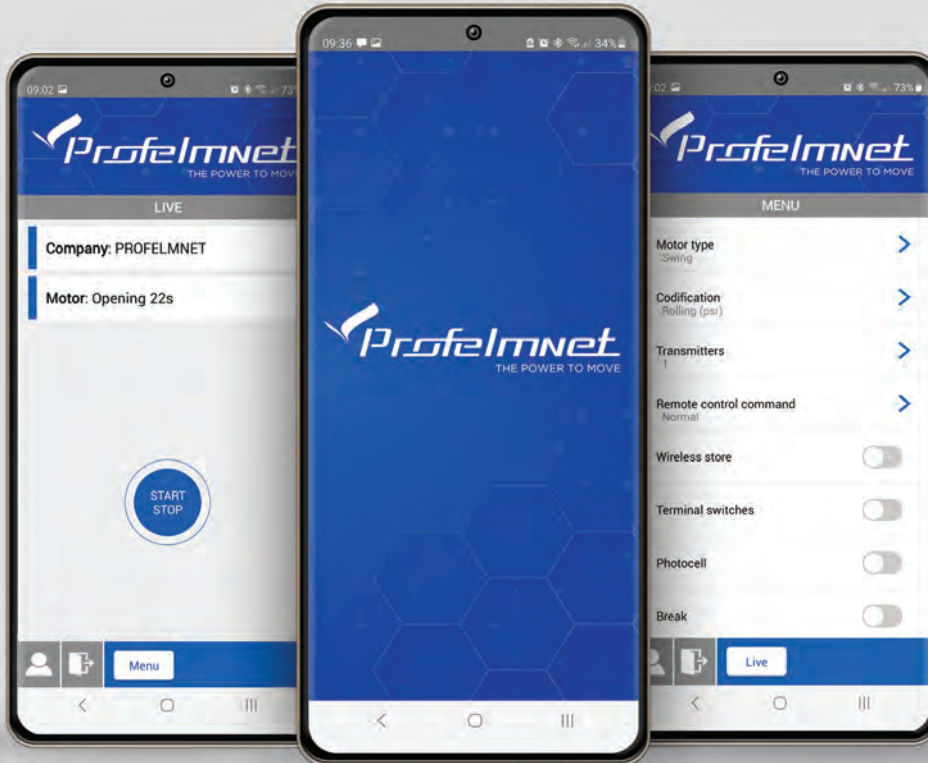 09:02
73%
Profelmnet
THE POWER TO MOVE
LIVE
Company: PROFELMNET
Motor: Opening 22s
START
STOP
Menu
09:36
34%
Profelmnet
THE POWER TO MOVE
:02
73%
Profelmnet
THE POWER TO MOVE
MENU
Motor type
Swing
Codification
Rolling (psr)
Transmitters
1
Remote control command
Normal
Wireless store
Terminal switches
Photocell
Break
Live